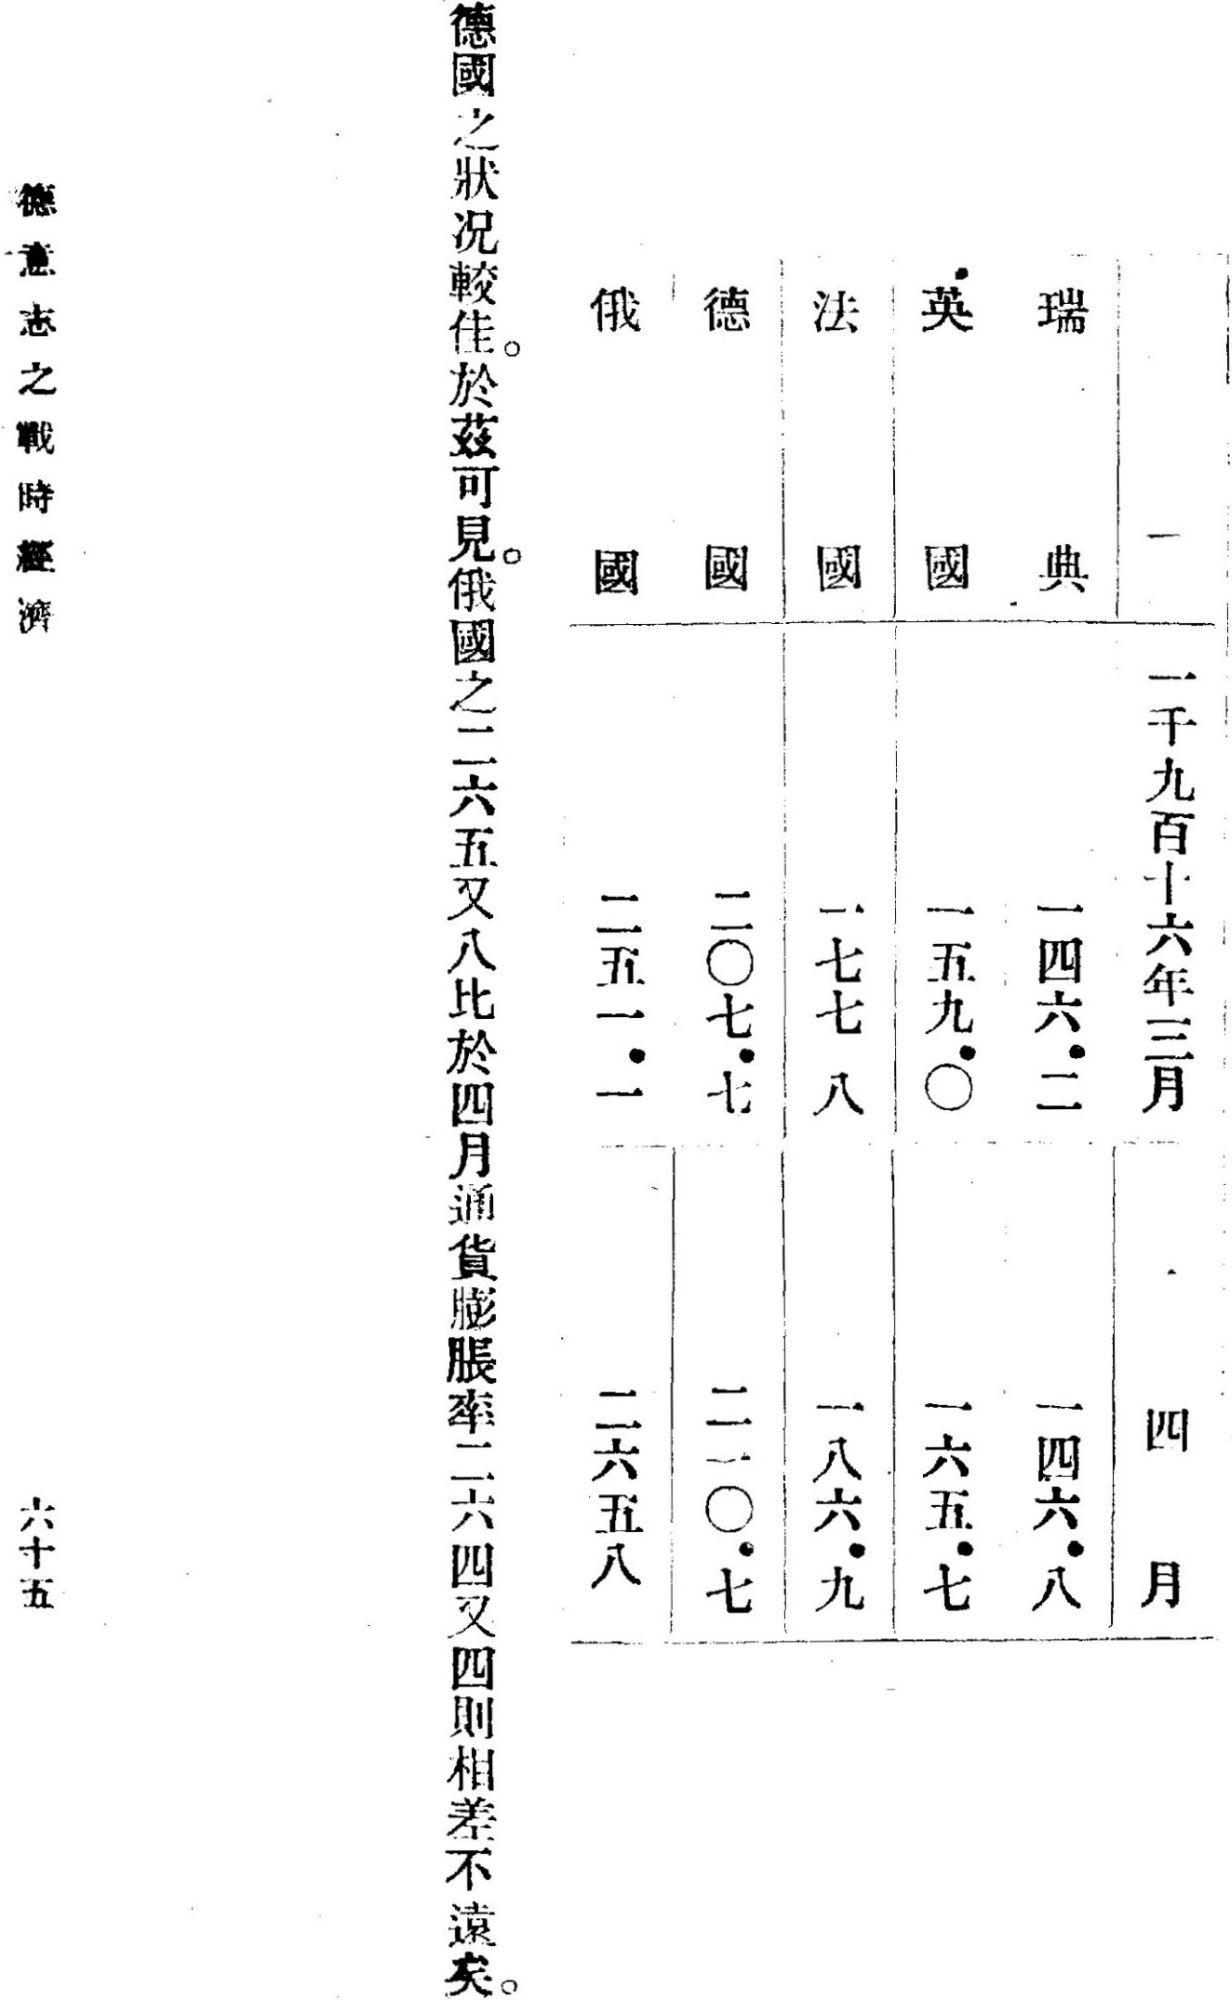 一千九百十六年三月 四月
瑞典 一四六·二 一四六·八
英國 一五九·〇 一六五·七
法國 一七七 八 一八六·九
德國 二〇七·七 二一〇·七
俄國 二五一·一 二六五八
德國之狀况較佳。於茲可見。俄國之二六五又八比於四月通貨膨脹率二六四又四則相差不遠矣。
德意志之戰時經濟
六十五